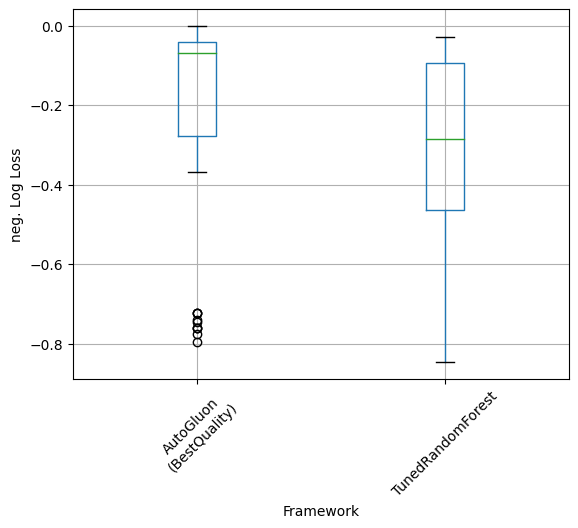 0.0
−0.2
−0.4
−0.6
−0.8
neg. Log Loss
AutoGluon
(BestQuality)
TunedRandomForest
Framework